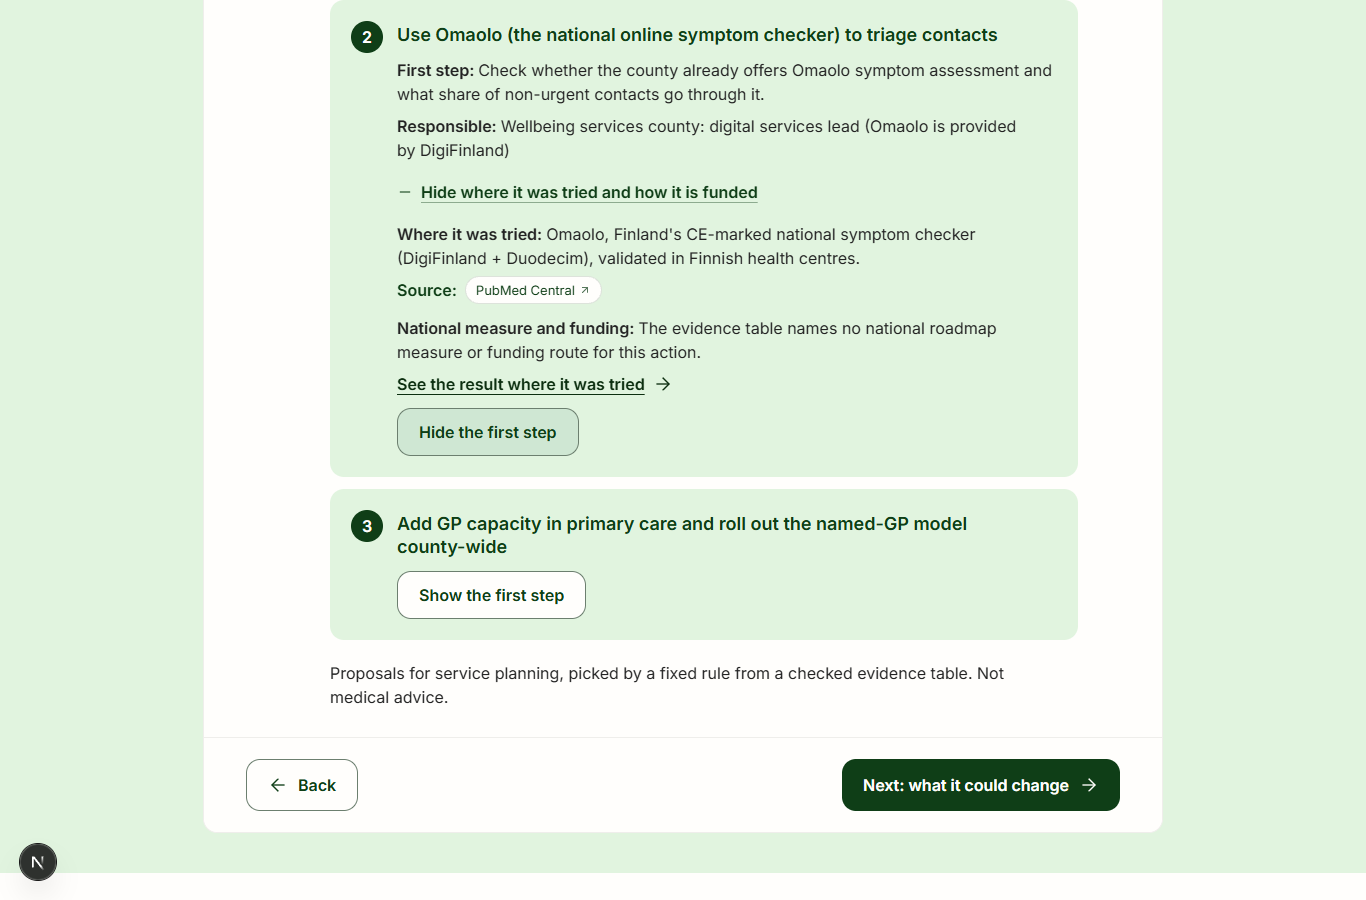 2
Use Omaolo (the national online symptom checker) to triage contacts
First step: Check whether the county already offers Omaolo symptom assessment and
what share of non-urgent contacts go through it.
Responsible: Wellbeing services county: digital services lead (Omaolo is provided
by DigiFinland)
— Hide where it was tried and how it is funded
Where it was tried: Omaolo, Finland's CE-marked national symptom checker
(DigiFinland + Duodecim), validated in Finnish health centres.
Source: PubMed Central ↗
National measure and funding: The evidence table names no national roadmap
measure or funding route for this action.
See the result where it was tried →
Hide the first step
3
Add GP capacity in primary care and roll out the named-GP model
county-wide
Show the first step
Proposals for service planning, picked by a fixed rule from a checked evidence table. Not
medical advice.
← Back
Next: what it could change →
N